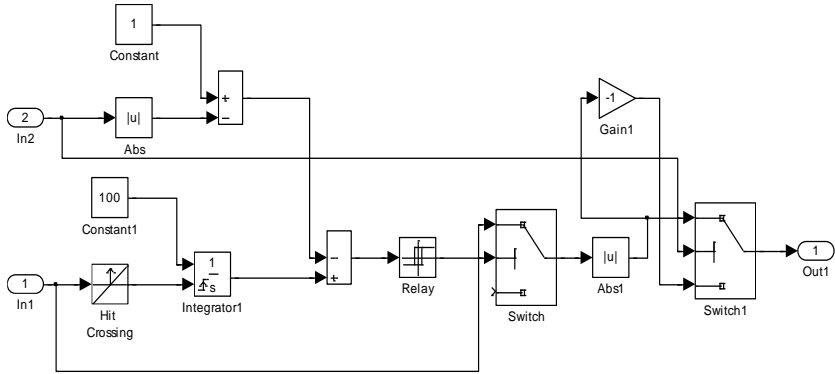 1
Constant
+
−
2
In2
|u|
Abs
-1
Gain1
100
Constant1
1
In1
Hit
Crossing
1
s
Integrator1
−
+
Relay
Switch
|u|
Abs1
Switch1
1
Out1